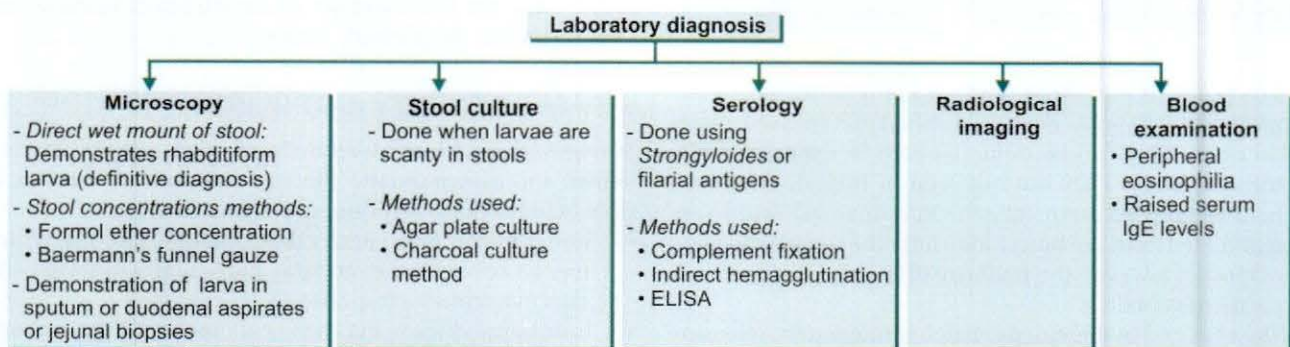 Laboratory diagnosis
Microscopy
- Direct wet mount of stool:
Demonstrates rhabditiform
larva (definitive diagnosis)
- Stool concentrations methods:
• Formol ether concentration
• Baermann's funnel gauze
- Demonstration of larva in
sputum or duodenal aspirates
or jejunal biopsies
Stool culture
- Done when larvae are
scanty in stools
- Methods used:
• Agar plate culture
• Charcoal culture
method
Serology
- Done using
Strongyloides or
filarial antigens
- Methods used:
• Complement fixation
• Indirect hemagglutination
• ELISA
Radiological
imaging
Blood
examination
• Peripheral
eosinophilia
• Raised serum
IgE levels